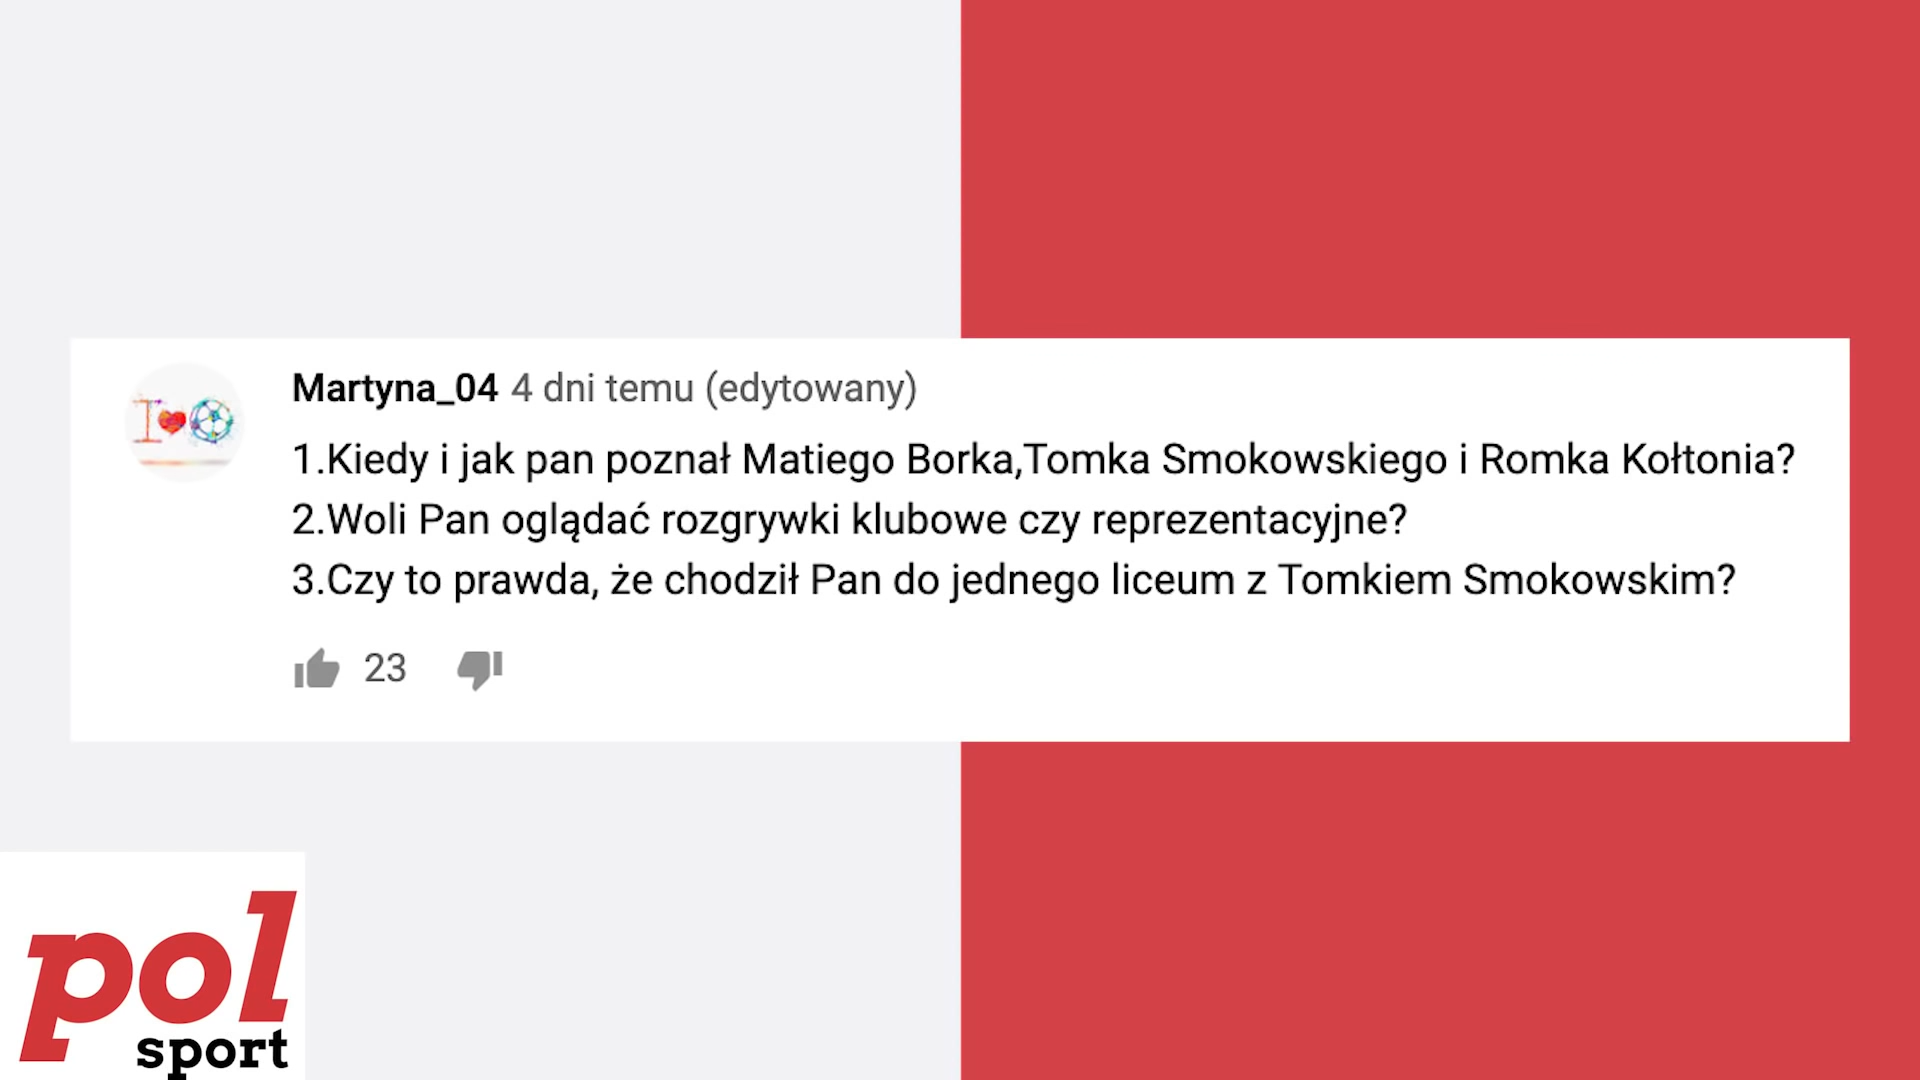 Martyna_04 4 dni temu (edytowany)
1.Kiedy i jak pan poznał Matiego Borka,Tomka Smokowskiego i Romka Kołtonia?
2.Woli Pan oglądać rozgrywki klubowe czy reprezentacyjne?
3.Czy to prawda, że chodził Pan do jednego liceum z Tomkiem Smokowskim?
23
pol
sport